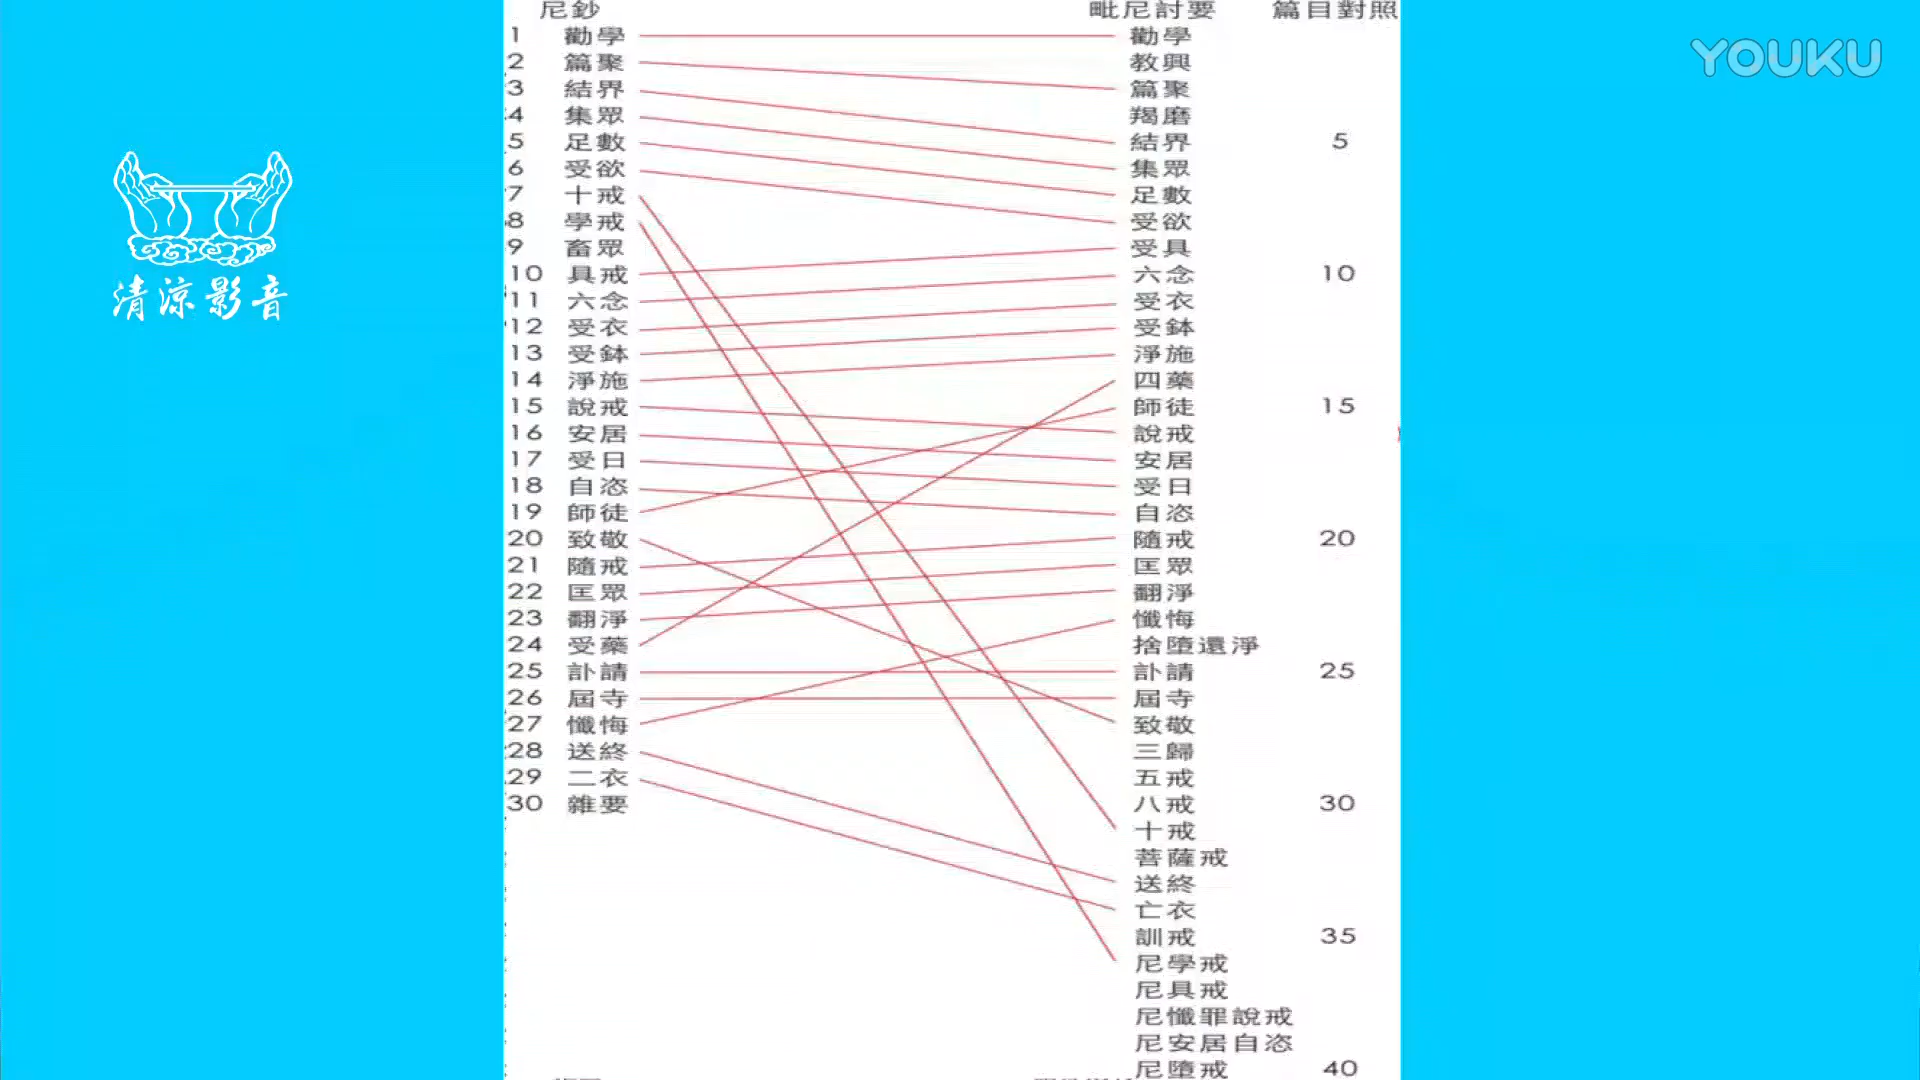 尼鈔 毗尼討要 篇目對照
1 勸學 勸學
2 篇聚 教興
3 結界 篇聚
4 集眾 羯磨
5 足數 結界 5
6 受欲 集眾
7 十戒 足數
8 學戒 受欲
9 畜眾 受具
10 具戒 六念 10
11 六念 受衣
12 受衣 受鉢
13 受鉢 淨施
14 淨施 四藥
15 說戒 師徒 15
16 安居 說戒
17 受日 安居
18 自恣 受日
19 師徒 自恣
20 致敬 隨戒 20
21 隨戒 匡眾
22 匡眾 翻淨
23 翻淨 懺悔
24 受藥 捨墮還淨
25 訃請 訃請 25
26 屆寺 屆寺
27 懺悔 致敬
28 送終 三歸
29 二衣 五戒
30 雜要 八戒 30
十戒
菩薩戒
送終
亡衣
訓戒 35
尼學戒
尼具戒
尼懺罪說戒
尼安居自恣
尼墮戒 40
清涼影音
YOUKU